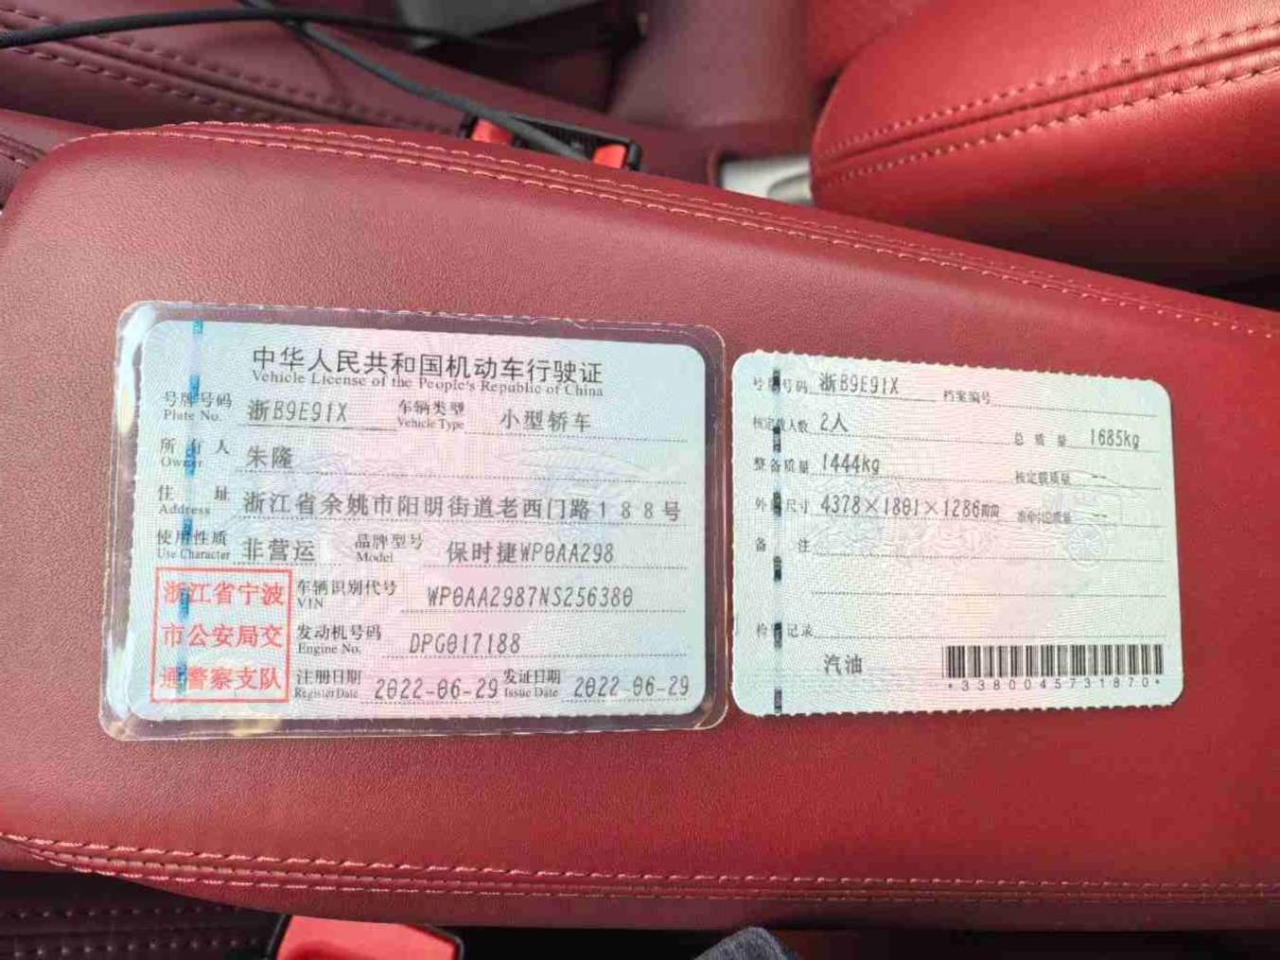 中华人民共和国机动车行驶证
Vehicle License of the People's Republic of China
号牌号码 浙B9E91X 车辆类型 小型轿车
Plate No. Vehicle Type
所有人 朱隆
Owner
住址 浙江省余姚市阳明街道老西门路188号
Address
使用性质 非营运 品牌型号 保时捷WP0AA298
Use Character Model
浙江省宁波
市公安局交
通警察支队
车辆识别代号 WP0AA2987NS256380
VIN
发动机号码 DPG017188
Engine No.
注册日期 2022-06-29 发证日期 2022-06-29
Register Date Issue Date
号牌号码 浙B9E91X 档案编号
核定载人数 2人 总质量 1685kg
整备质量 1444kg 核定载质量 --
外廓尺寸 4378×1801×1286mm --
备注
检验记录
汽油
*3380045731870*